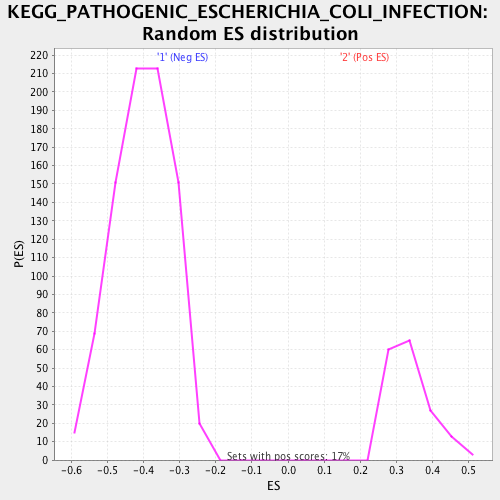 KEGG_PATHOGENIC_ESCHERICHIA_COLI_INFECTION:
Random ES distribution
'1' (Neg ES)
'2' (Pos ES)
220
210
200
190
180
170
160
150
140
130
120
110
100
90
80
70
60
50
40
30
20
10
0
P(ES)
Sets with pos scores: 17%
-0.6 -0.5 -0.4 -0.3 -0.2 -0.1 0.0 0.1 0.2 0.3 0.4 0.5
ES